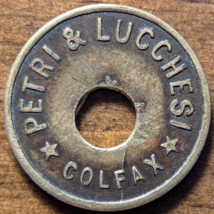 PETRI & LUCCHESI
★ COLFAX ★